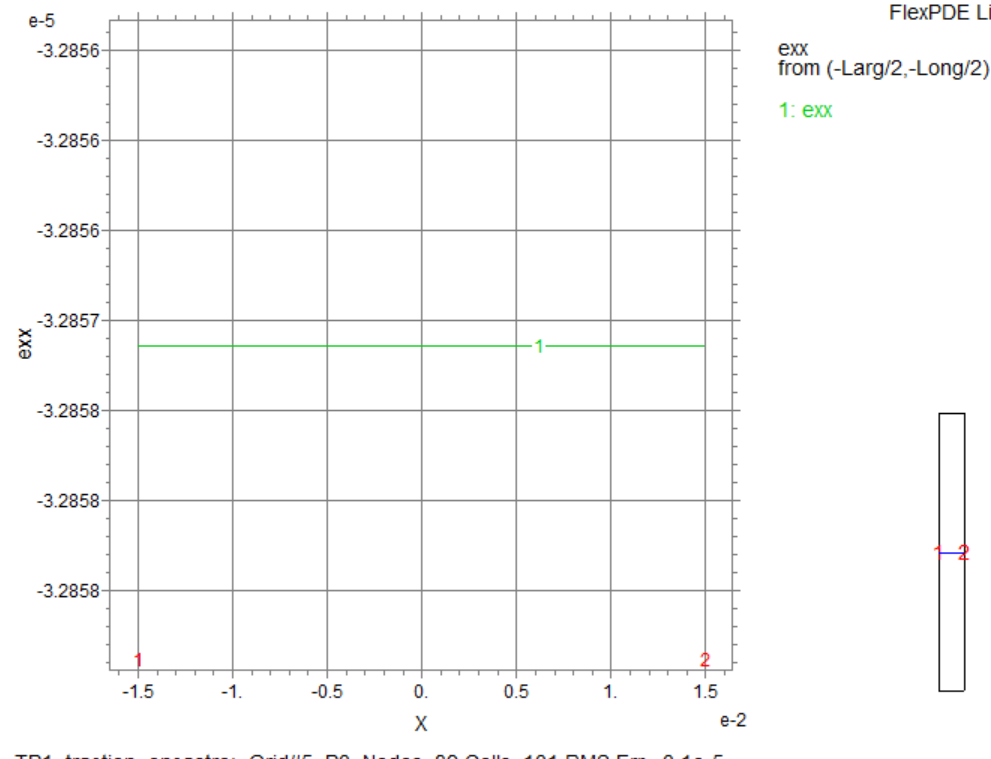 FlexPDE Li
e-5
-3.2856
-3.2856
-3.2856
-3.2857
-3.2858
-3.2858
-3.2858
exx
1
1
2
-1.5 -1. -0.5 0. 0.5 1. 1.5
X
e-2
exx
from (-Larg/2,-Long/2)
1: exx
1 2